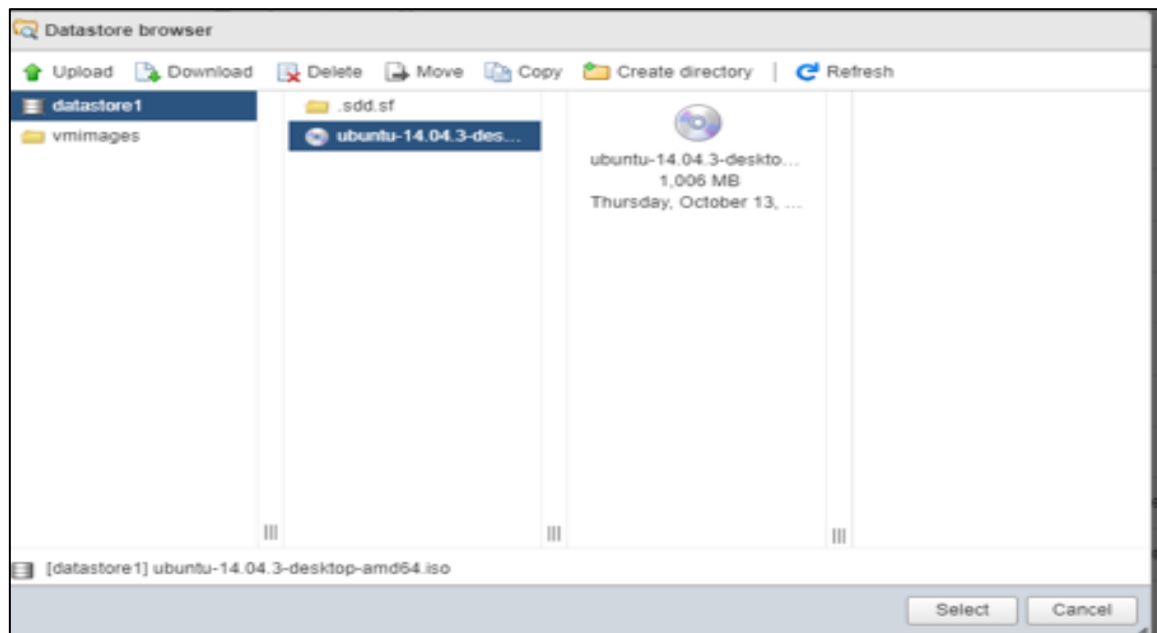 Datastore browser
Upload Download Delete Move Copy Create directory | Refresh
datastore1
vmimages
.sdd.sf
ubuntu-14.04.3-des...
ubuntu-14.04.3-deskto...
1,006 MB
Thursday, October 13, ...
[datastore1] ubuntu-14.04.3-desktop-amd64.iso
Select Cancel